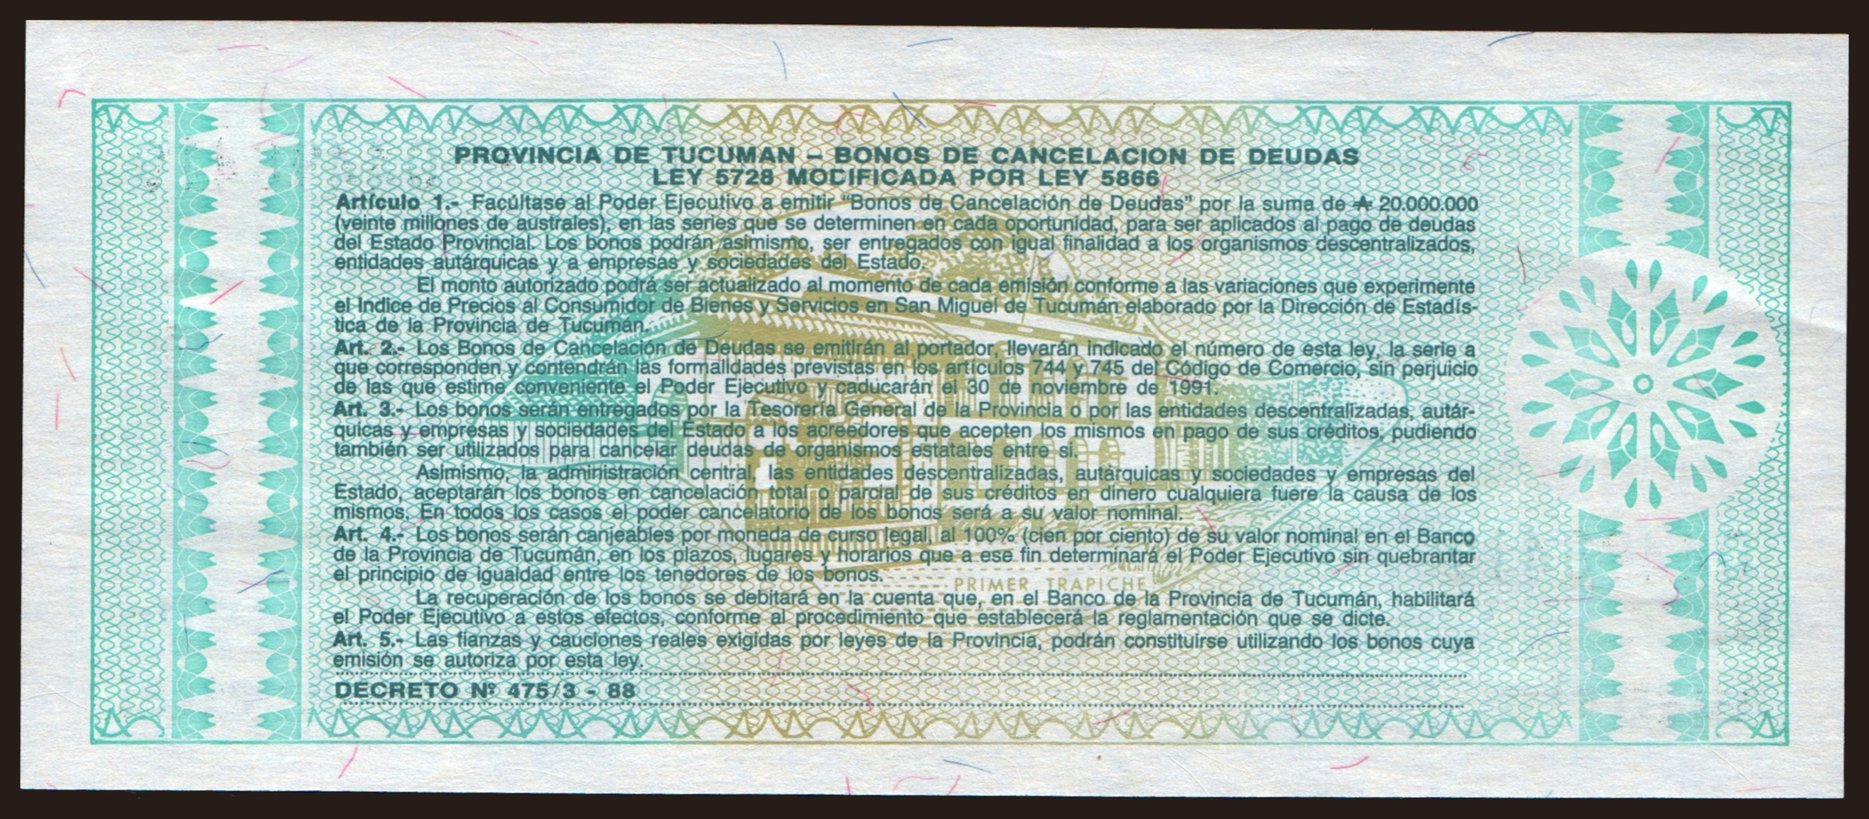 PROVINCIA DE TUCUMAN – BONOS DE CANCELACION DE DEUDAS
LEY 5728 MODIFICADA POR LEY 5866
Artículo 1.- Facúltase al Poder Ejecutivo a emitir “Bonos de Cancelación de Deudas” por la suma de ₳ 20.000.000
(veinte millones de australes), en las series que se determinen en cada oportunidad, para ser aplicados al pago de deudas
del Estado Provincial. Los bonos podrán asimismo, ser entregados con igual finalidad a los organismos descentralizados,
entidades autárquicas y a empresas y sociedades del Estado.
El monto autorizado podrá ser actualizado al momento de cada emisión conforme a las variaciones que experimente
el Indice de Precios al Consumidor de Bienes y Servicios en San Miguel de Tucumán elaborado por la Dirección de Estadís-
tica de la Provincia de Tucumán.
Art. 2.- Los Bonos de Cancelación de Deudas se emitirán al portador, llevarán indicado el número de esta ley, la serie a
que corresponden y contendrán las formalidades previstas en los artículos 744 y 745 del Código de Comercio, sin perjuicio
de las que estime conveniente el Poder Ejecutivo y caducarán el 30 de noviembre de 1991.
Art. 3.- Los bonos serán entregados por la Tesorería General de la Provincia o por las entidades descentralizadas, autár-
quicas y empresas y sociedades del Estado a los acreedores que acepten los mismos en pago de sus créditos, pudiendo
también ser utilizados para cancelar deudas de organismos estatales entre sí.
Asimismo, la administración central, las entidades descentralizadas, autárquicas y sociedades y empresas del
Estado, aceptarán los bonos en cancelación total o parcial de sus créditos en dinero cualquiera fuere la causa de los
mismos. En todos los casos el poder cancelatorio de los bonos será a su valor nominal.
Art. 4.- Los bonos serán canjeables por moneda de curso legal, al 100% (cien por ciento) de su valor nominal en el Banco
de la Provincia de Tucumán, en los plazos, lugares y horarios que a ese fin determinará el Poder Ejecutivo sin quebrantar
el principio de igualdad entre los tenedores de los bonos.
PRIMER TRAPICHE
La recuperación de los bonos se debitará en la cuenta que, en el Banco de la Provincia de Tucumán, habilitará
el Poder Ejecutivo a estos efectos, conforme al procedimiento que establecerá la reglamentación que se dicte.
Art. 5.- Las fianzas y cauciones reales exigidas por leyes de la Provincia, podrán constituirse utilizando los bonos cuya
emisión se autoriza por esta ley.
DECRETO Nº 475/3 - 88